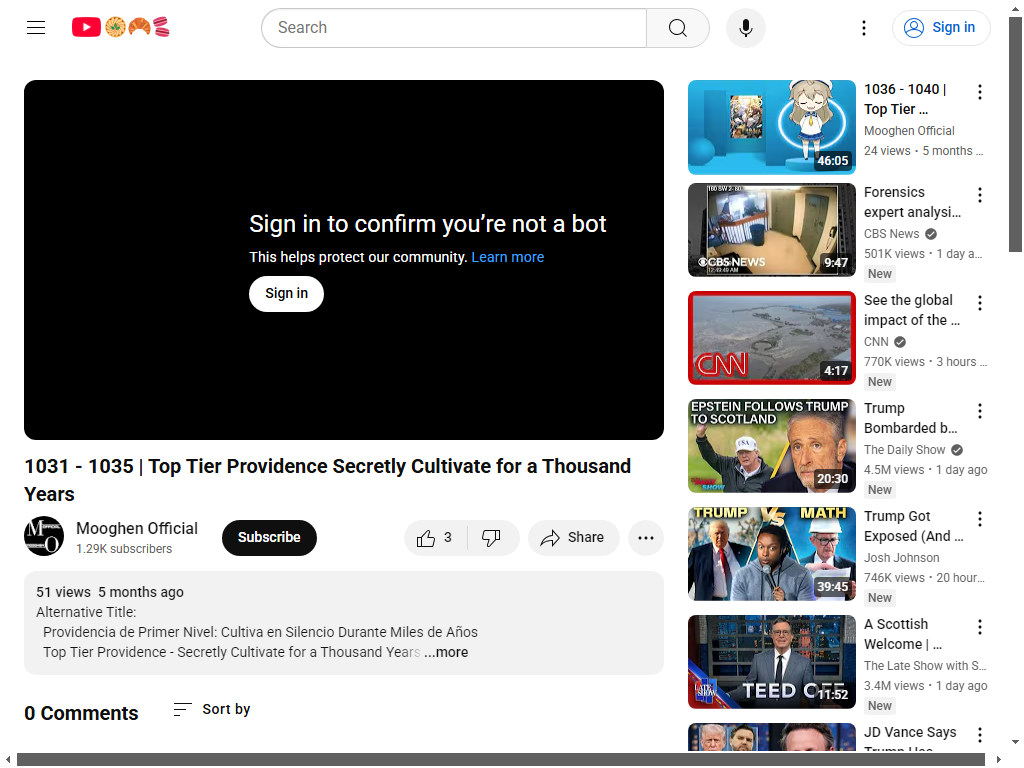 Search
Sign in
Sign in to confirm you’re not a bot
This helps protect our community. Learn more
Sign in
1031 - 1035 | Top Tier Providence Secretly Cultivate for a Thousand
Years
Mooghen Official
1.29K subscribers
Subscribe
3
Share
51 views 5 months ago
Alternative Title:
Providencia de Primer Nivel: Cultiva en Silencio Durante Miles de Años
Top Tier Providence - Secretly Cultivate for a Thousand Years ...more
0 Comments
Sort by
46:05
1036 - 1040 |
Top Tier ...
Mooghen Official
24 views • 5 months ...
CBS NEWS
9:47
Forensics
expert analysi...
CBS News
501K views • 1 day a...
New
CNN
4:17
See the global
impact of the ...
CNN
770K views • 3 hours ...
New
EPSTEIN FOLLOWS TRUMP
TO SCOTLAND
20:30
Trump
Bombarded b...
The Daily Show
4.5M views • 1 day ago
New
TRUMP VS MATH
39:45
Trump Got
Exposed (And ...
Josh Johnson
746K views • 20 hour...
New
LATE SHOW
TEED OFF
11:52
A Scottish
Welcome | ...
The Late Show with S...
3.4M views • 1 day ago
New
JD Vance Says
Trump Has